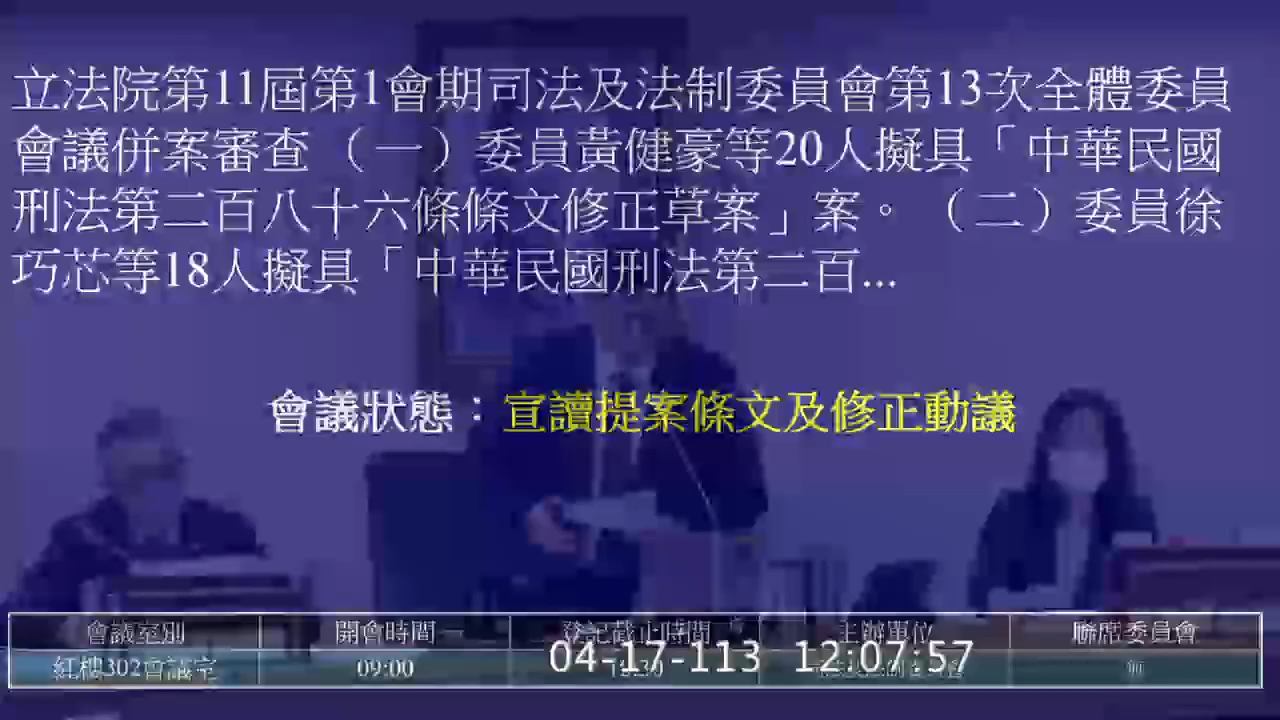 立法院第11屆第1會期司法及法制委員會第13次全體委員
會議併案審查（一）委員黃健豪等20人擬具「中華民國
刑法第二百八十六條條文修正草案」案。（二）委員徐
巧芯等18人擬具「中華民國刑法第二百...
會議狀態：宣讀提案條文及修正動議
會議室別 開會時間 登記截止時間 主辦單位 聯席委員會
紅樓302會議室 09:00 無
04-17-113 12:07:57